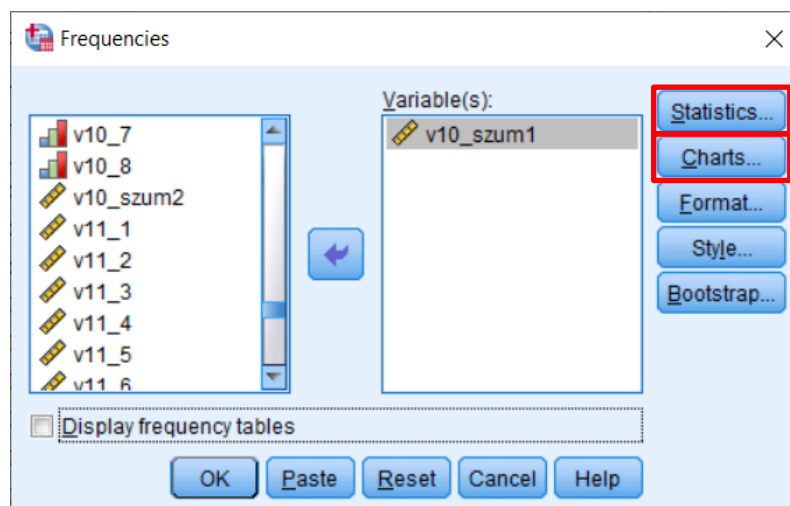 Frequencies
v10_7
v10_8
v10_szum2
v11_1
v11_2
v11_3
v11_4
v11_5
v11_6
Variable(s):
v10_szum1
Statistics...
Charts...
Format...
Style...
Bootstrap...
Display frequency tables
OK Paste Reset Cancel Help